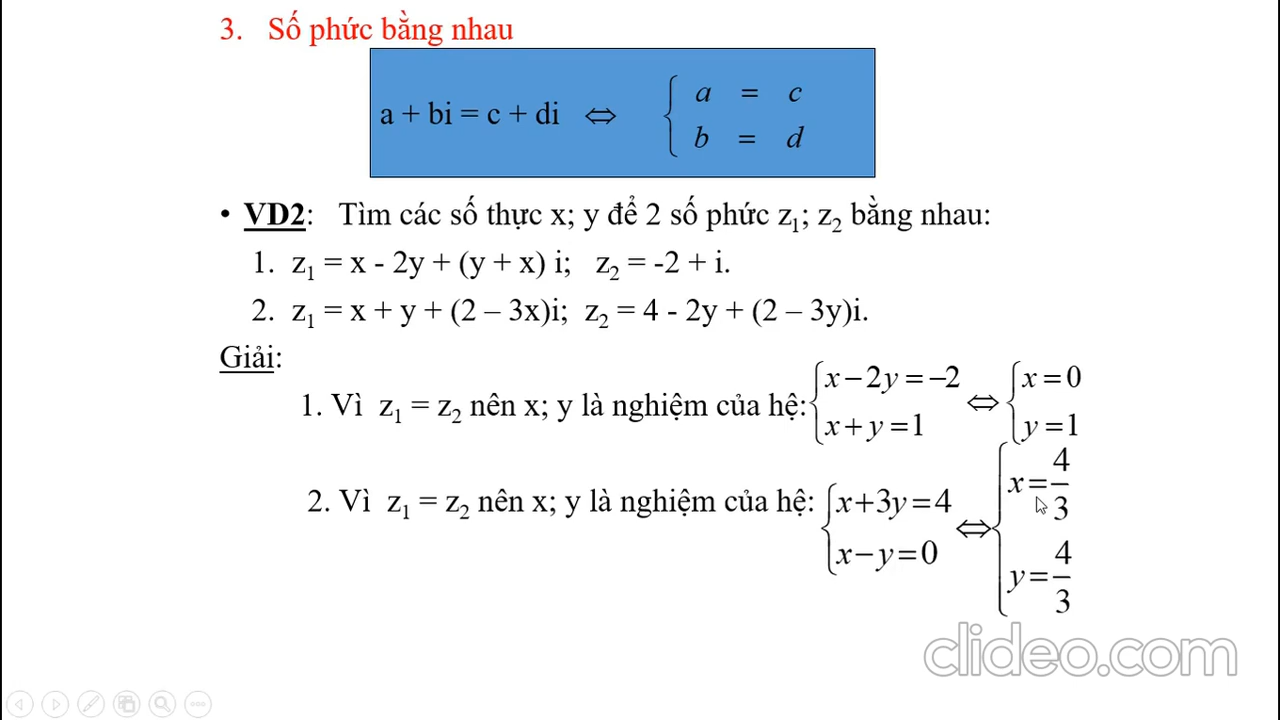 3. Số phức bằng nhau
a + bi = c + di ⇔ { a = c
b = d
• VD2: Tìm các số thực x; y để 2 số phức z₁; z₂ bằng nhau:
1. z₁ = x - 2y + (y + x) i; z₂ = -2 + i.
2. z₁ = x + y + (2 – 3x)i; z₂ = 4 - 2y + (2 – 3y)i.
Giải:
1. Vì z₁ = z₂ nên x; y là nghiệm của hệ: { x − 2y = −2 ⇔ { x = 0
x + y = 1 y = 1
2. Vì z₁ = z₂ nên x; y là nghiệm của hệ: { x + 3y = 4 ⇔ { x = 4/3
x − y = 0 y = 4/3
clideo.com